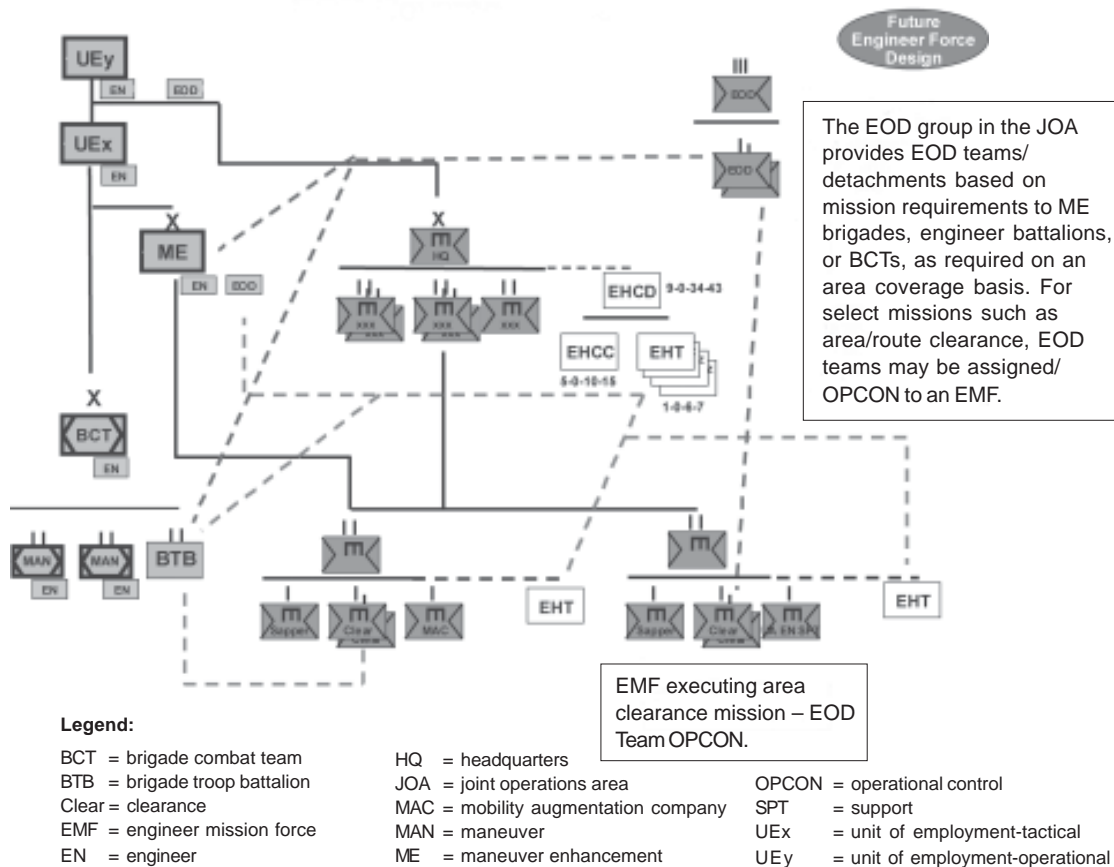 Future
Engineer Force
Design
UEy
EN
EOD
III
EOD
UEx
EN
The EOD group in the JOA
provides EOD teams/
detachments based on
mission requirements to ME
brigades, engineer battalions,
or BCTs, as required on an
area coverage basis. For
select missions such as
area/route clearance, EOD
teams may be assigned/
OPCON to an EMF.
II
EOD
X
ME
EN
EOD
X
HQ
EHCD
9-0-34-43
II
XXX
XXX
II
XXX
XXX
II
XXX
EHCC
5-0-10-15
EHT
1-0-6-7
X
BCT
EN
II
MAN
EN
II
MAN
EN
II
BTB
II
II
I
Sapper
I
Clear
Clear
I
MAC
EHT
I
Sapper
I
Clear
Clear
I
EN SPT
EHT
EMF executing area
clearance mission – EOD
Team OPCON.
Legend:
BCT = brigade combat team
BTB = brigade troop battalion
Clear = clearance
EMF = engineer mission force
EN = engineer
HQ = headquarters
JOA = joint operations area
MAC = mobility augmentation company
MAN = maneuver
ME = maneuver enhancement
OPCON = operational control
SPT = support
UEx = unit of employment-tactical
UEy = unit of employment-operational